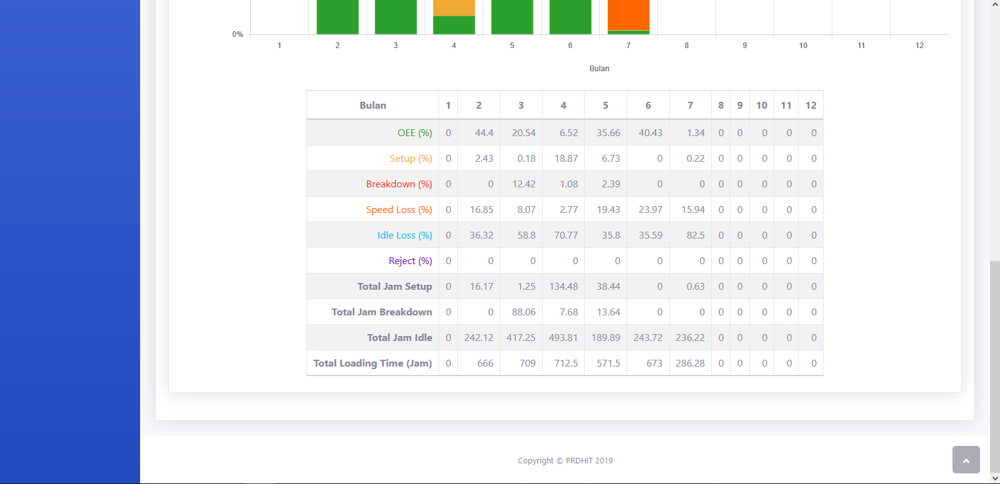 0%
1 2 3 4 5 6 7 8 9 10 11 12
Bulan
Bulan 1 2 3 4 5 6 7 8 9 10 11 12
OEE (%) 0 44.4 20.54 6.52 35.66 40.43 1.34 0 0 0 0 0
Setup (%) 0 2.43 0.18 18.87 6.73 0 0.22 0 0 0 0 0
Breakdown (%) 0 0 12.42 1.08 2.39 0 0 0 0 0 0 0
Speed Loss (%) 0 16.85 8.07 2.77 19.43 23.97 15.94 0 0 0 0 0
Idle Loss (%) 0 36.32 58.8 70.77 35.8 35.59 82.5 0 0 0 0 0
Reject (%) 0 0 0 0 0 0 0 0 0 0 0 0
Total Jam Setup 0 16.17 1.25 134.48 38.44 0 0.63 0 0 0 0 0
Total Jam Breakdown 0 0 88.06 7.68 13.64 0 0 0 0 0 0 0
Total Jam Idle 0 242.12 417.25 493.81 189.89 243.72 236.22 0 0 0 0 0
Total Loading Time (Jam) 0 666 709 712.5 571.5 673 286.28 0 0 0 0 0
Copyright © PRDHIT 2019